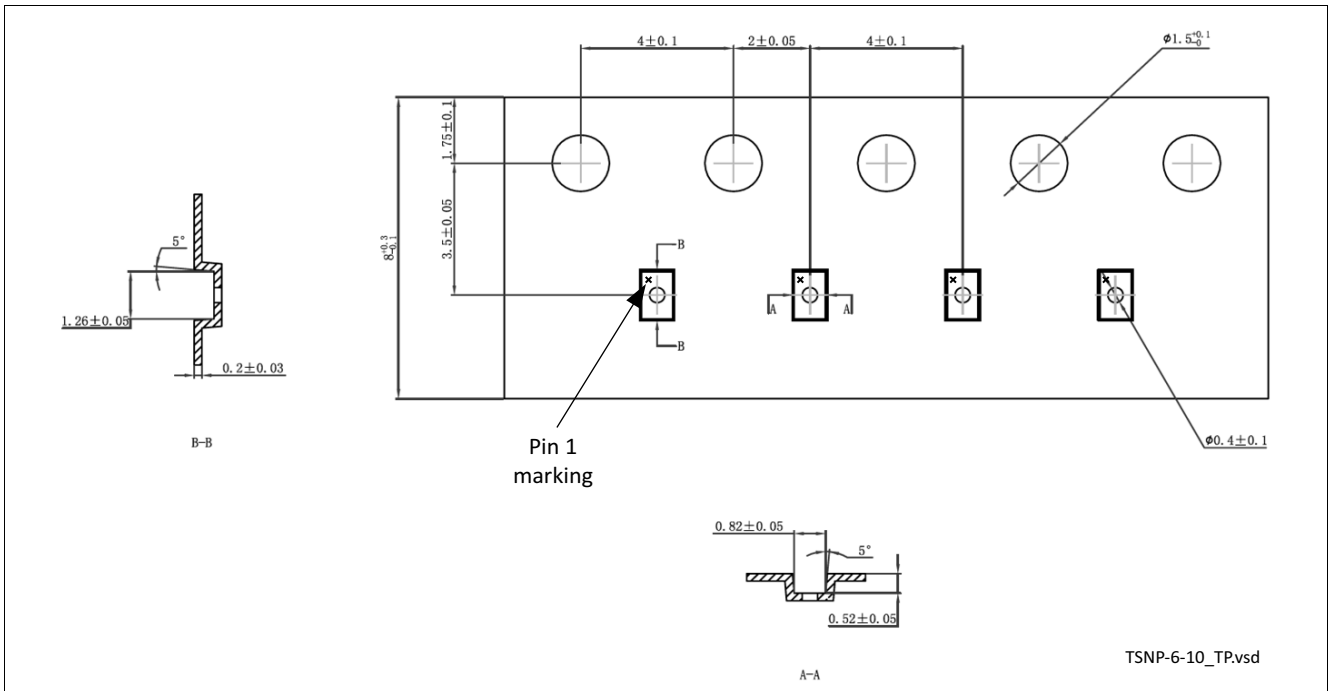 4±0.1
2±0.05
4±0.1
ø1.5+0.1 -0
1.75±0.1
3.5±0.05
8+0.3 -0.1
5°
1.26±0.05
0.2±0.03
B-B
B
B
A
A
Pin 1
marking
ø0.4±0.1
0.82±0.05
5°
0.52±0.05
A-A
TSNP-6-10_TP.vsd